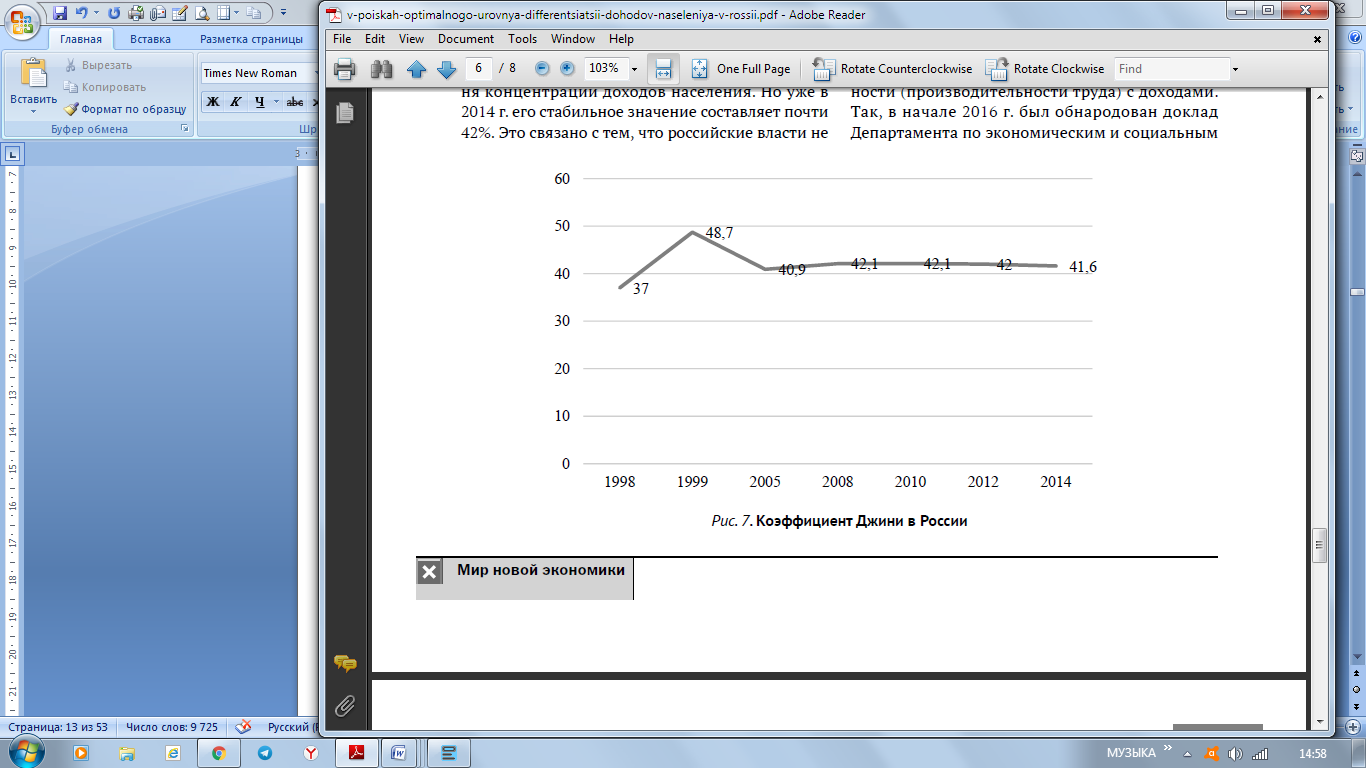 v-poiskah-optimalnogo-urovnya-differentsiatsii-dohodov-naseleniya-v-rossii.pdf - Adobe Reader
Главная Вставка Разметка страницы
Вставить
Вырезать
Копировать
Формат по образцу
Буфер обмена
Times New Roman
Ж К Ч abc
File Edit View Document Tools Window Help
6 / 8 103% One Full Page Rotate Counterclockwise Rotate Clockwise Find
ня концентрации доходов населения. Но уже в
2014 г. его стабильное значение составляет почти
42%. Это связано с тем, что российские власти не
ности (производительности труда) с доходами.
Так, в начале 2016 г. был обнародован доклад
Департамента по экономическим и социальным
60
50
40
30
20
10
0
37 48,7 40,9 42,1 42,1 42 41,6
1998 1999 2005 2008 2010 2012 2014
Рис. 7. Коэффициент Джини в России
Мир новой экономики
Страница: 13 из 53 Число слов: 9 725 Русский
МУЗЫКА 14:58